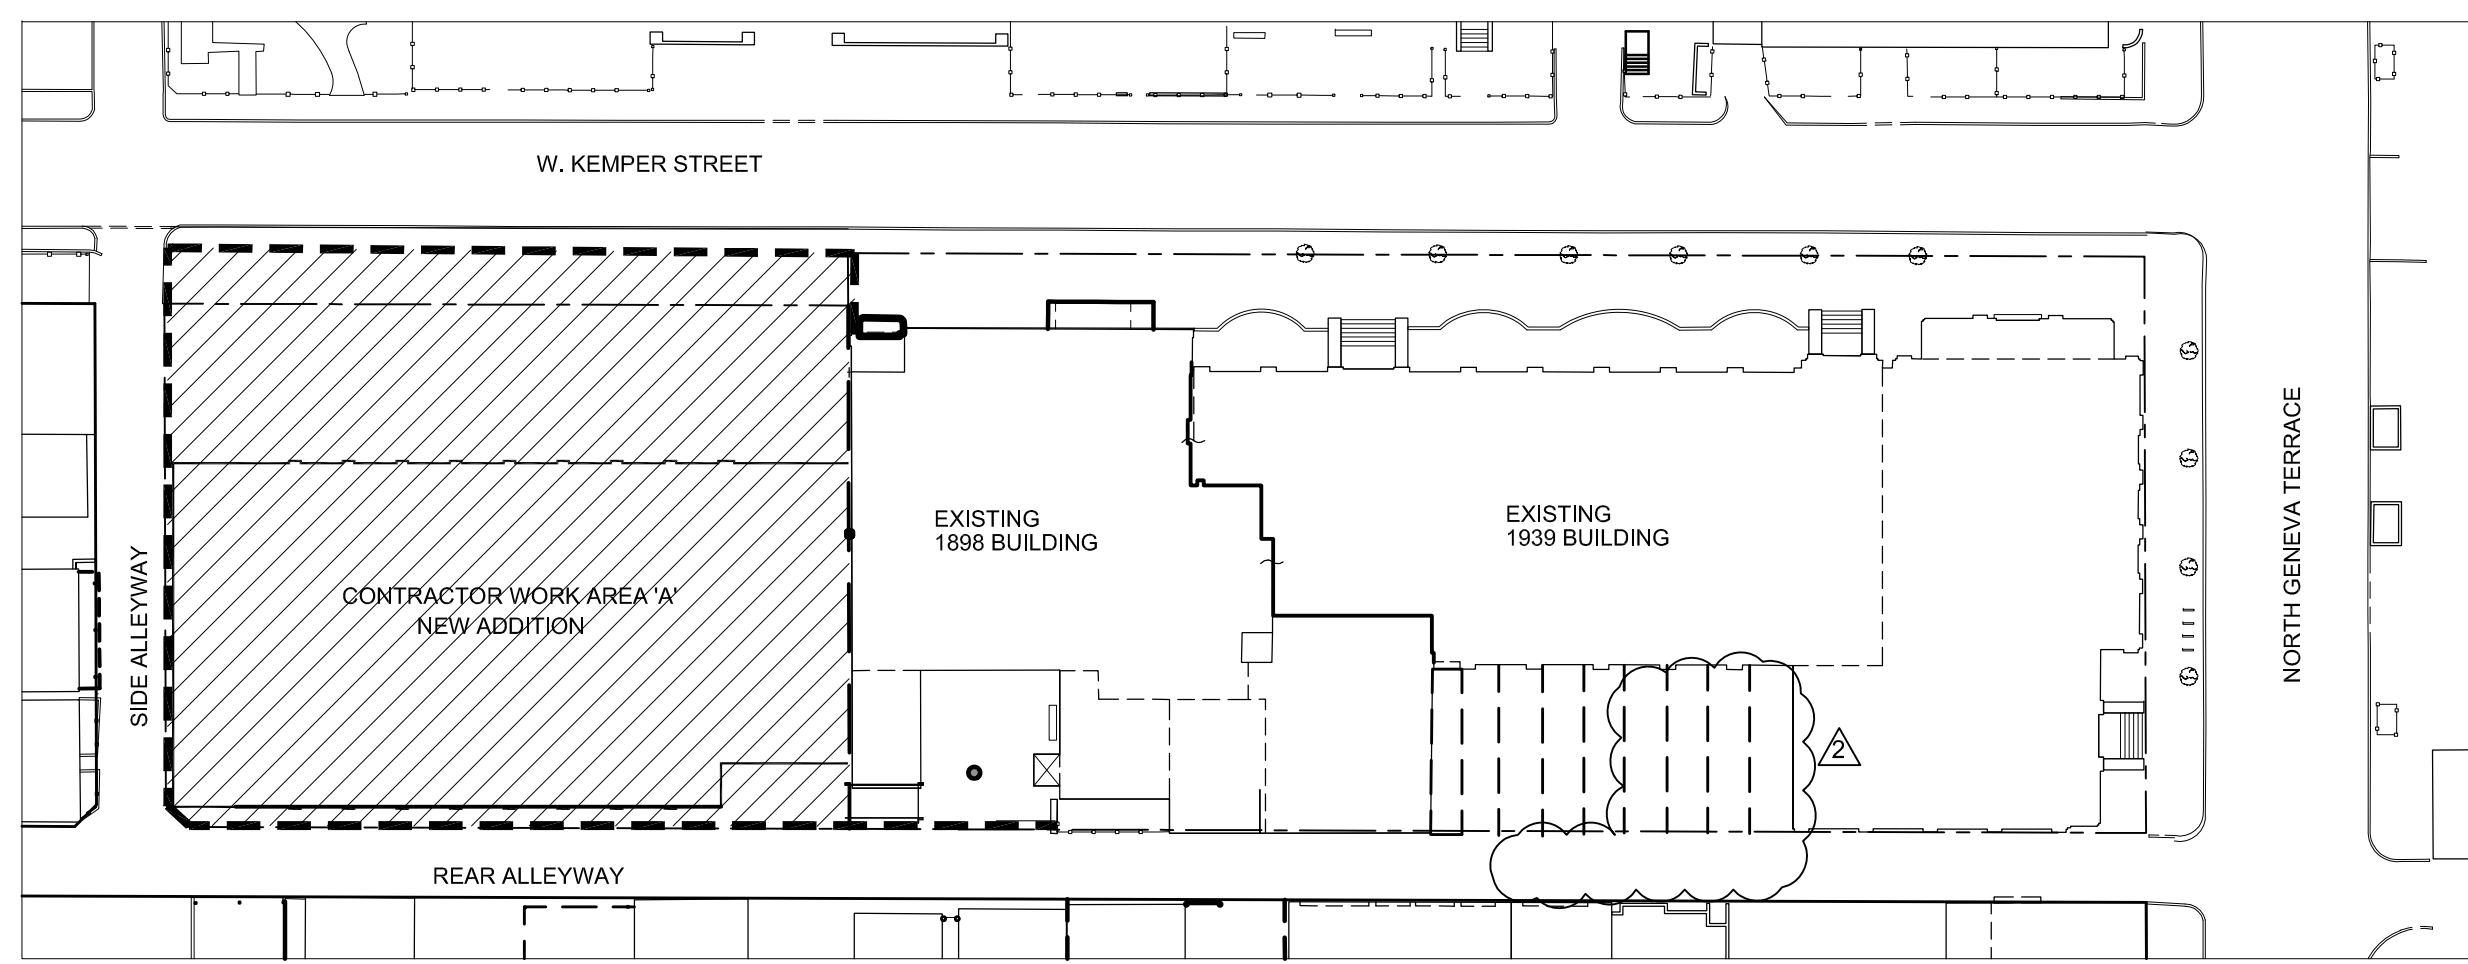 W. KEMPER STREET
EXISTING
1898 BUILDING
EXISTING
1939 BUILDING
NORTH GENEVA TERRACE
SIDE ALLEYWAY
CONTRACTOR WORK AREA 'A'
NEW ADDITION
2
REAR ALLEYWAY